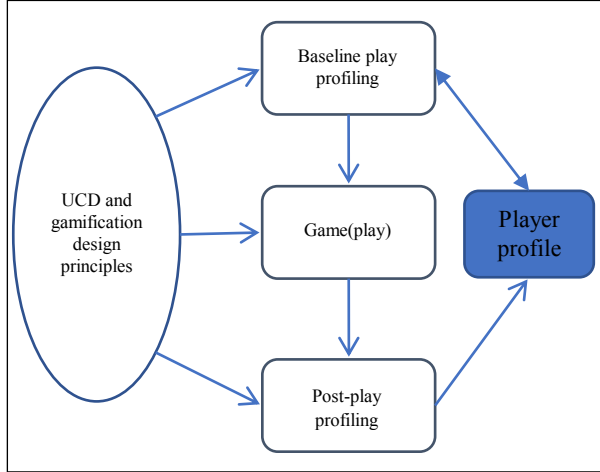 Baseline play
profiling
UCD and
gamification
design
principles
Game(play)
Player
profile
Post-play
profiling